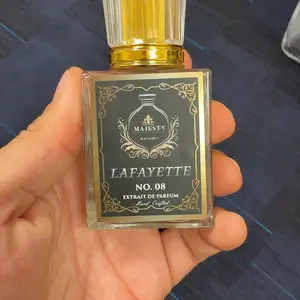 MAJESTY
LAFAYETTE
NO. 08
EXTRAIT DE PARFUM
Hand Crafted